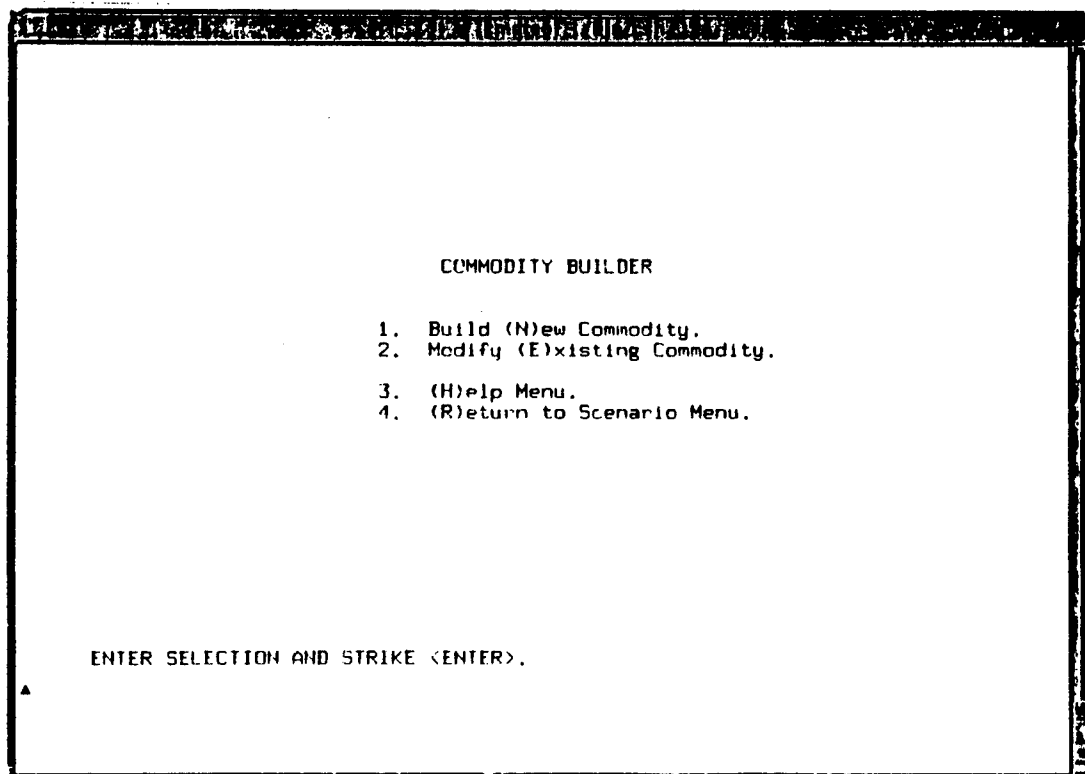 COMMODITY BUILDER
1. Build (N)ew Commodity.
2. Modify (E)xisting Commodity.
3. (H)elp Menu.
4. (R)eturn to Scenario Menu.
ENTER SELECTION AND STRIKE <ENTER>.